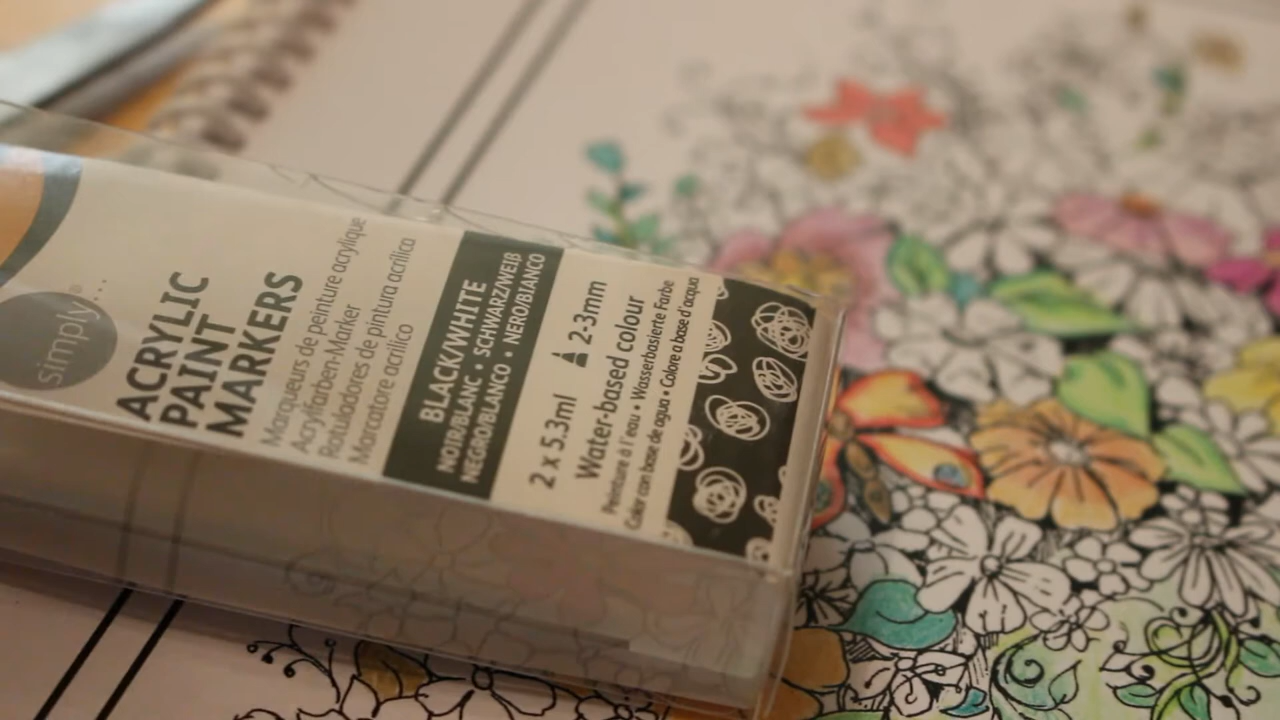 simply...
ACRYLIC
PAINT
MARKERS
Marqueurs de peinture acrylique
Acrylfarben-Marker
Rotuladores de pintura acrílica
Marcatore acrilico
BLACK/WHITE
NOIR/BLANC • SCHWARZ/WEIß
NEGRO/BLANCO • NERO/BIANCO
2 x 5.3ml 2-3mm
Water-based colour
Peinture à l'eau • Wasserbasierte Farbe
Color con base de agua • Colore a base d'acqua